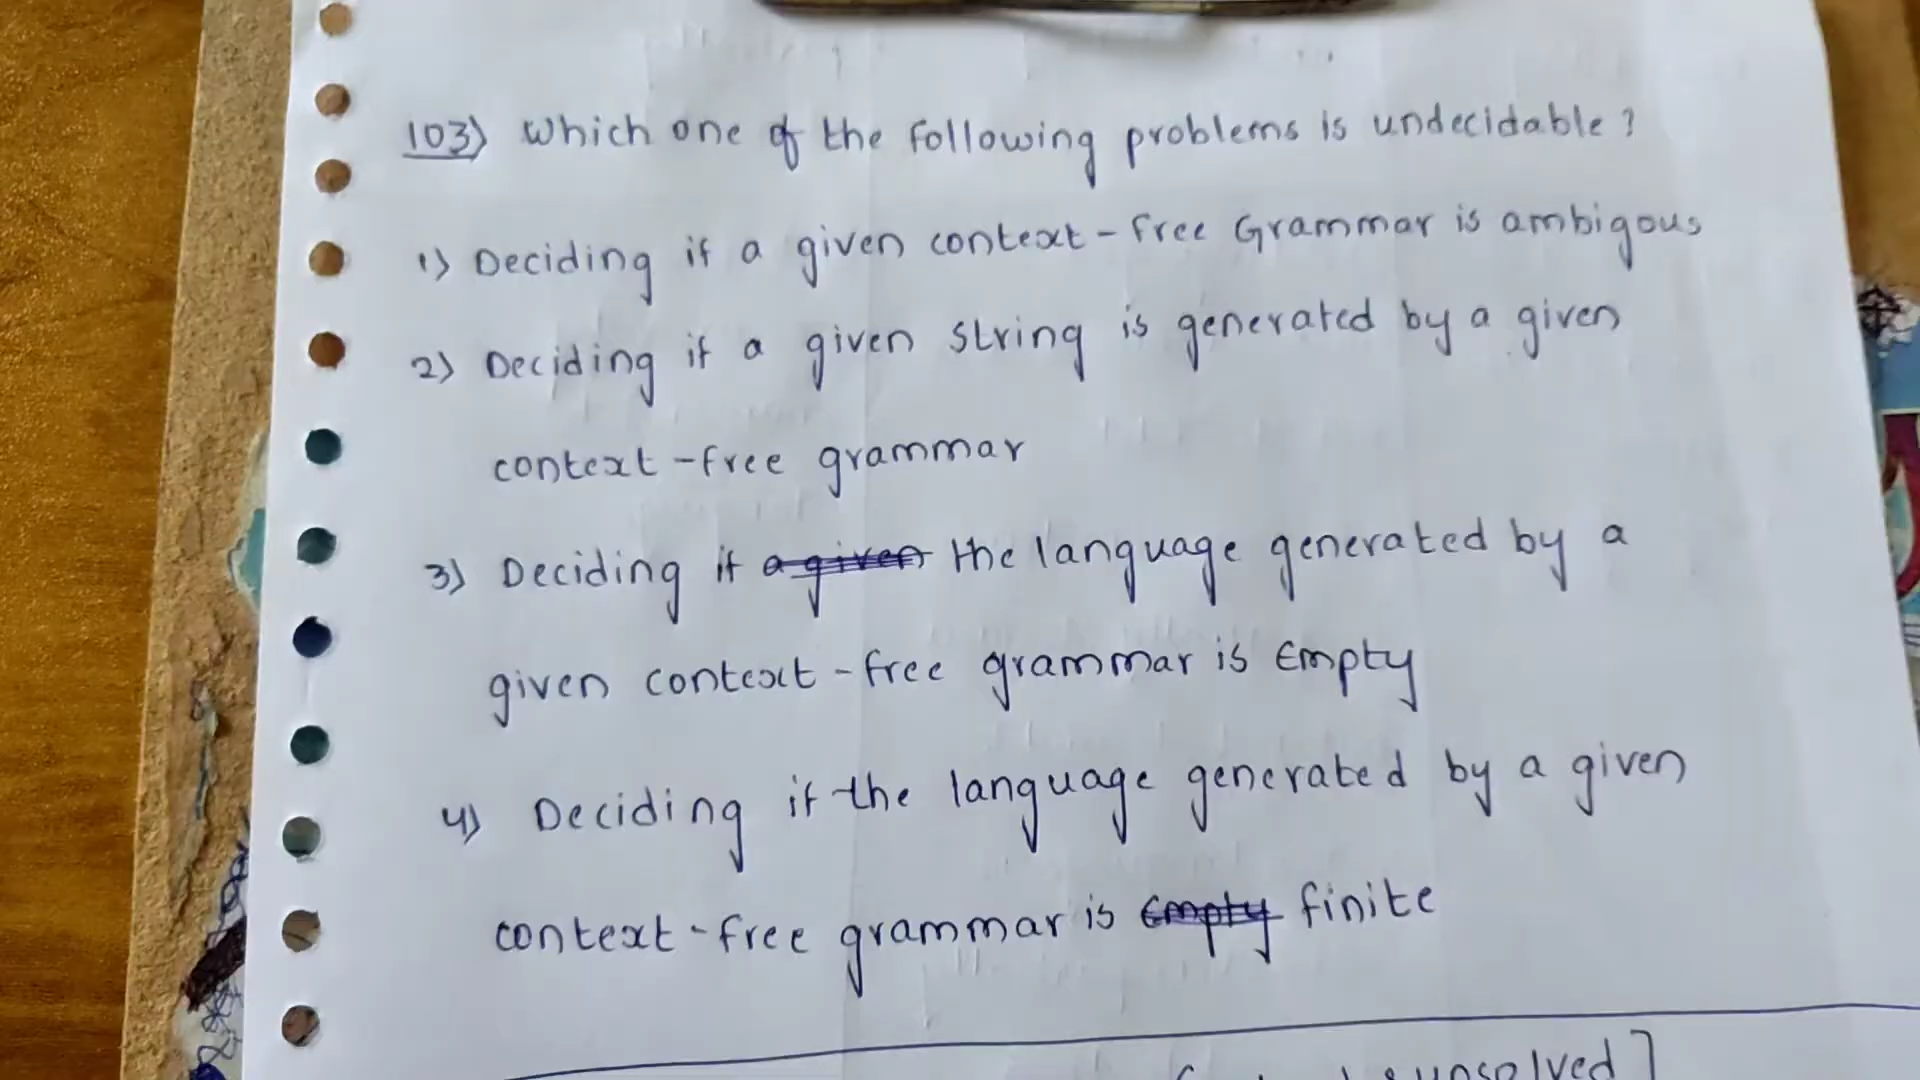 103) Which one of the following problems is undecidable ?
1) Deciding if a given context-free Grammar is ambigous
2) Deciding if a given string is generated by a given
context-free grammar
3) Deciding if a given the language generated by a
given context-free grammar is Empty
4) Deciding if the language generated by a given
context-free grammar is Empty finite
unsolved]